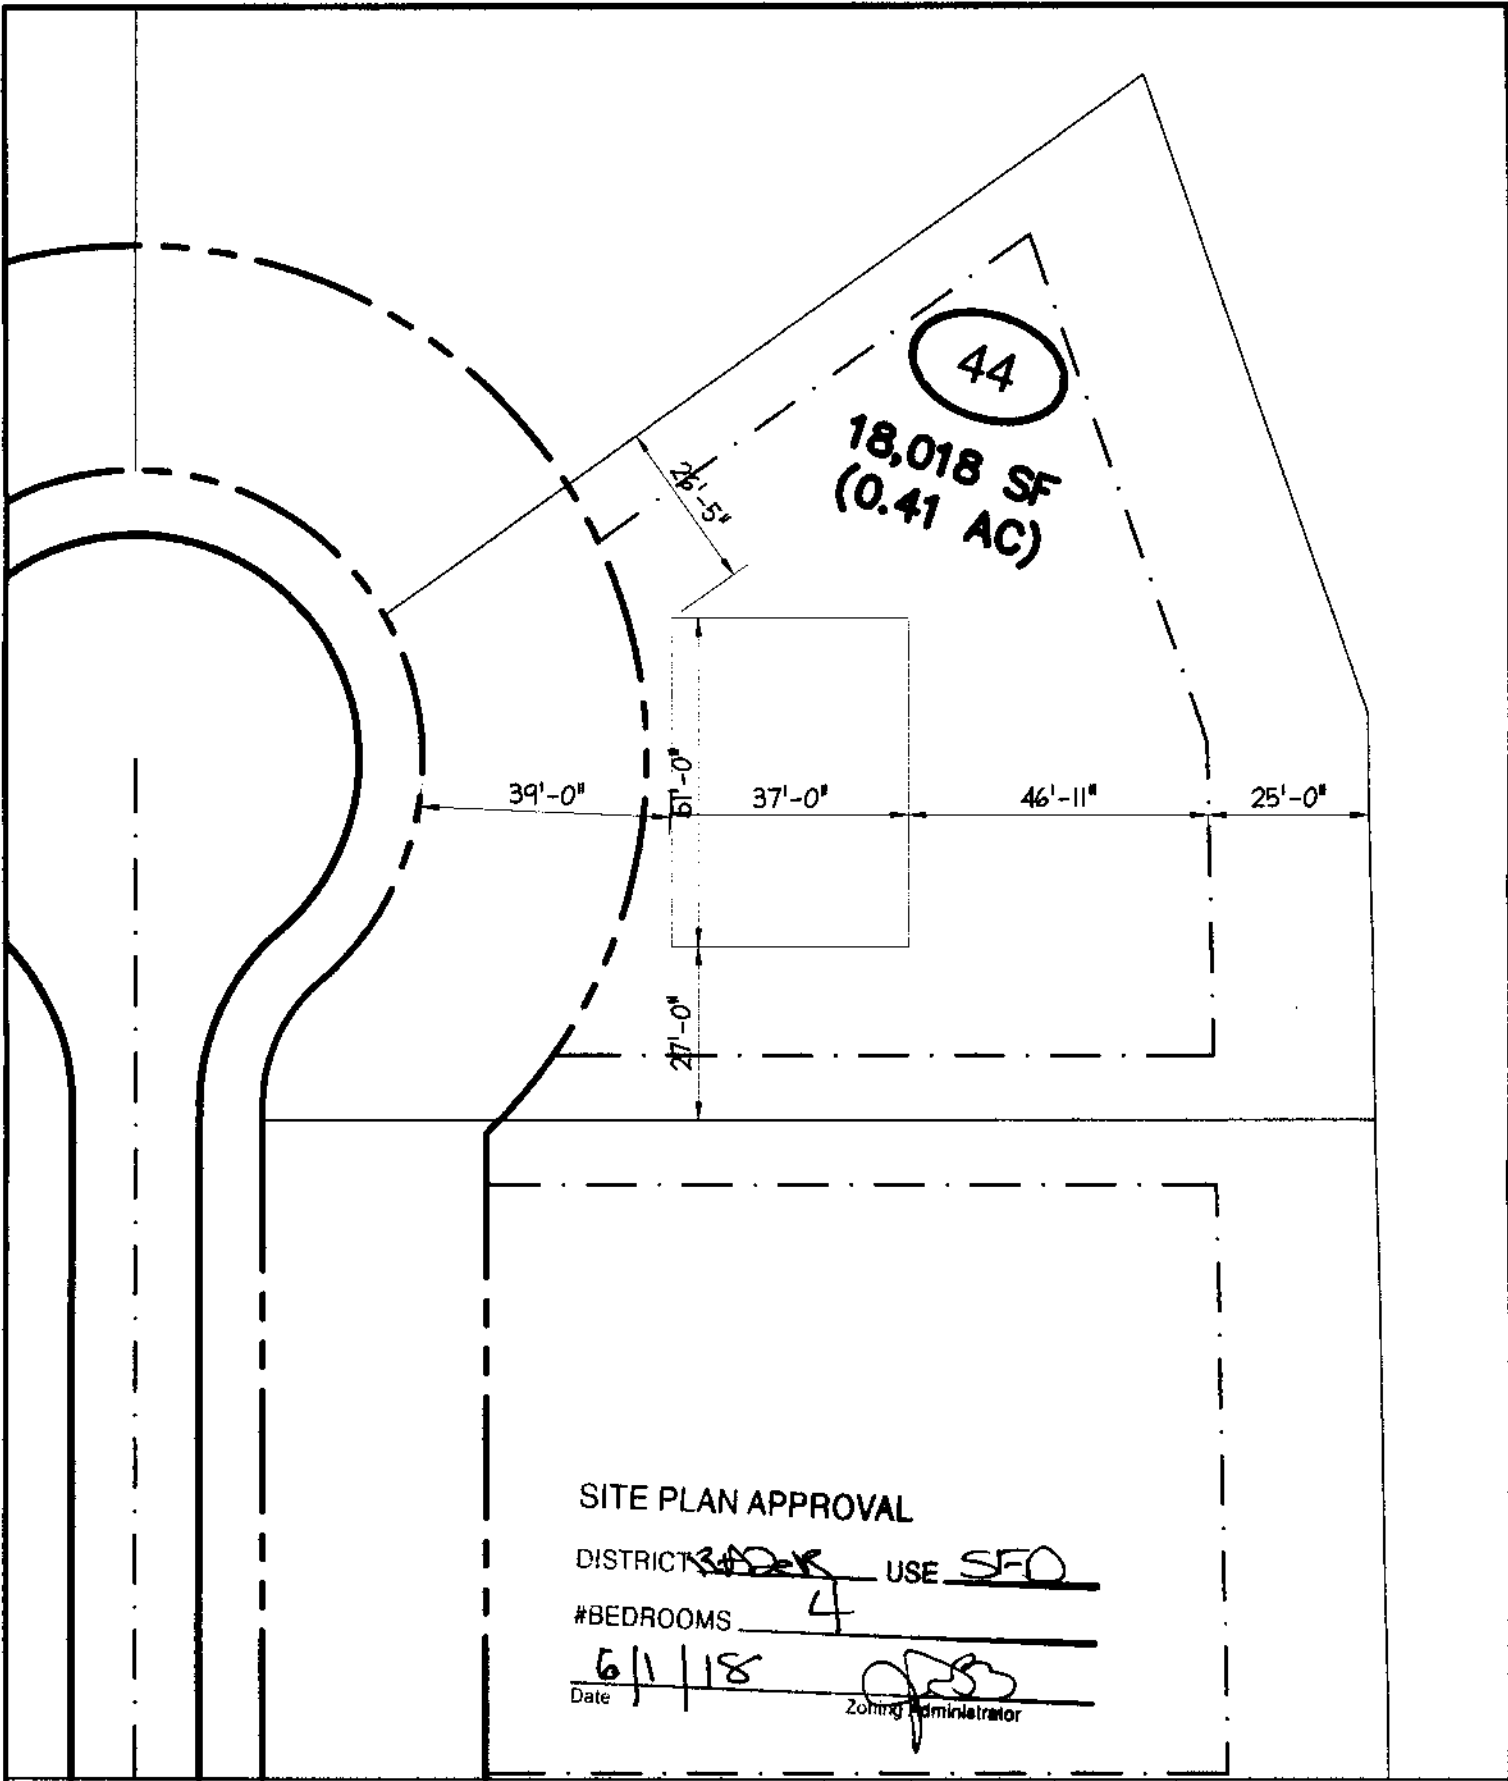 44
18,018 SF
(0.41 AC)
26'-5"
39'-0"
61'-0"
37'-0"
46'-11"
25'-0"
27'-0"
SITE PLAN APPROVAL
DISTRICT USE SFD
#BEDROOMS 4
6/1/18
Date Zoning Administrator